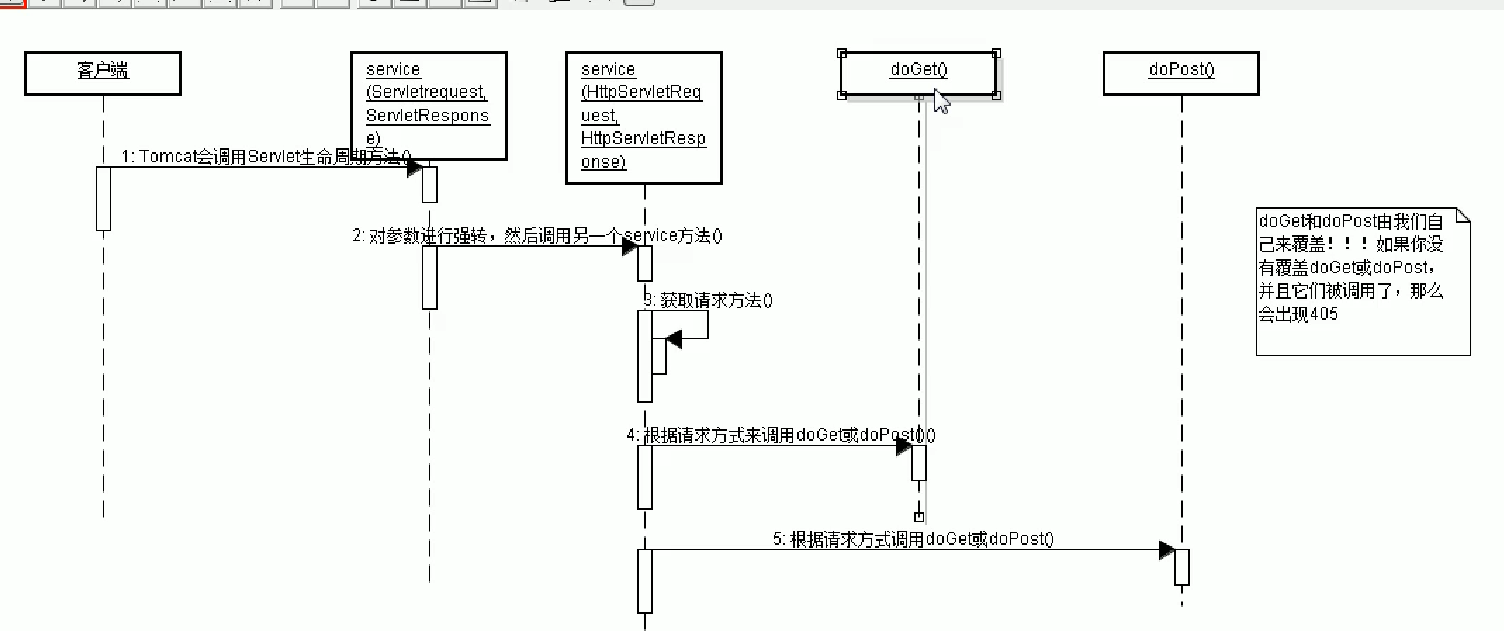 客户端
service
(Servletrequest,
ServletRespons
e)
service
(HttpServletReq
uest,
HttpServletResp
onse)
doGet()
doPost()
1: Tomcat会调用Servlet生命周期方法()
2: 对参数进行强转，然后调用另一个service方法()
3: 获取请求方法()
4: 根据请求方式来调用doGet或doPost()()
5: 根据请求方式调用doGet或doPost()
doGet和doPost由我们自
己来覆盖！！！如果你没
有覆盖doGet或doPost，
并且它们被调用了，那么
会出现405